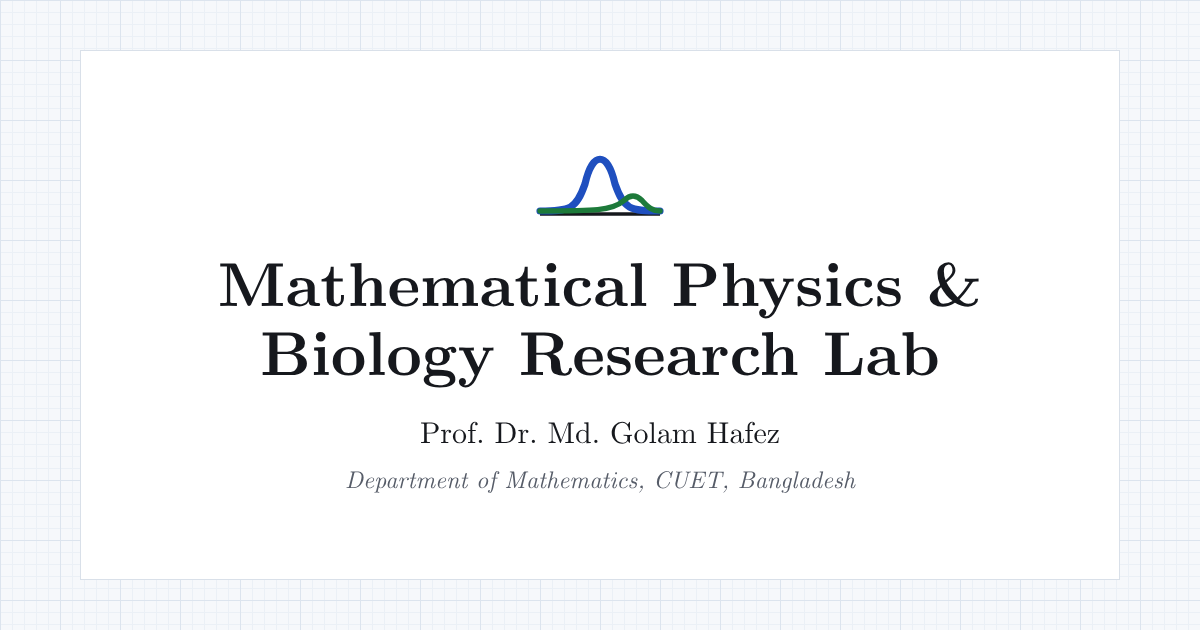 Mathematical Physics &
Biology Research Lab
Prof. Dr. Md. Golam Hafez
Department of Mathematics, CUET, Bangladesh